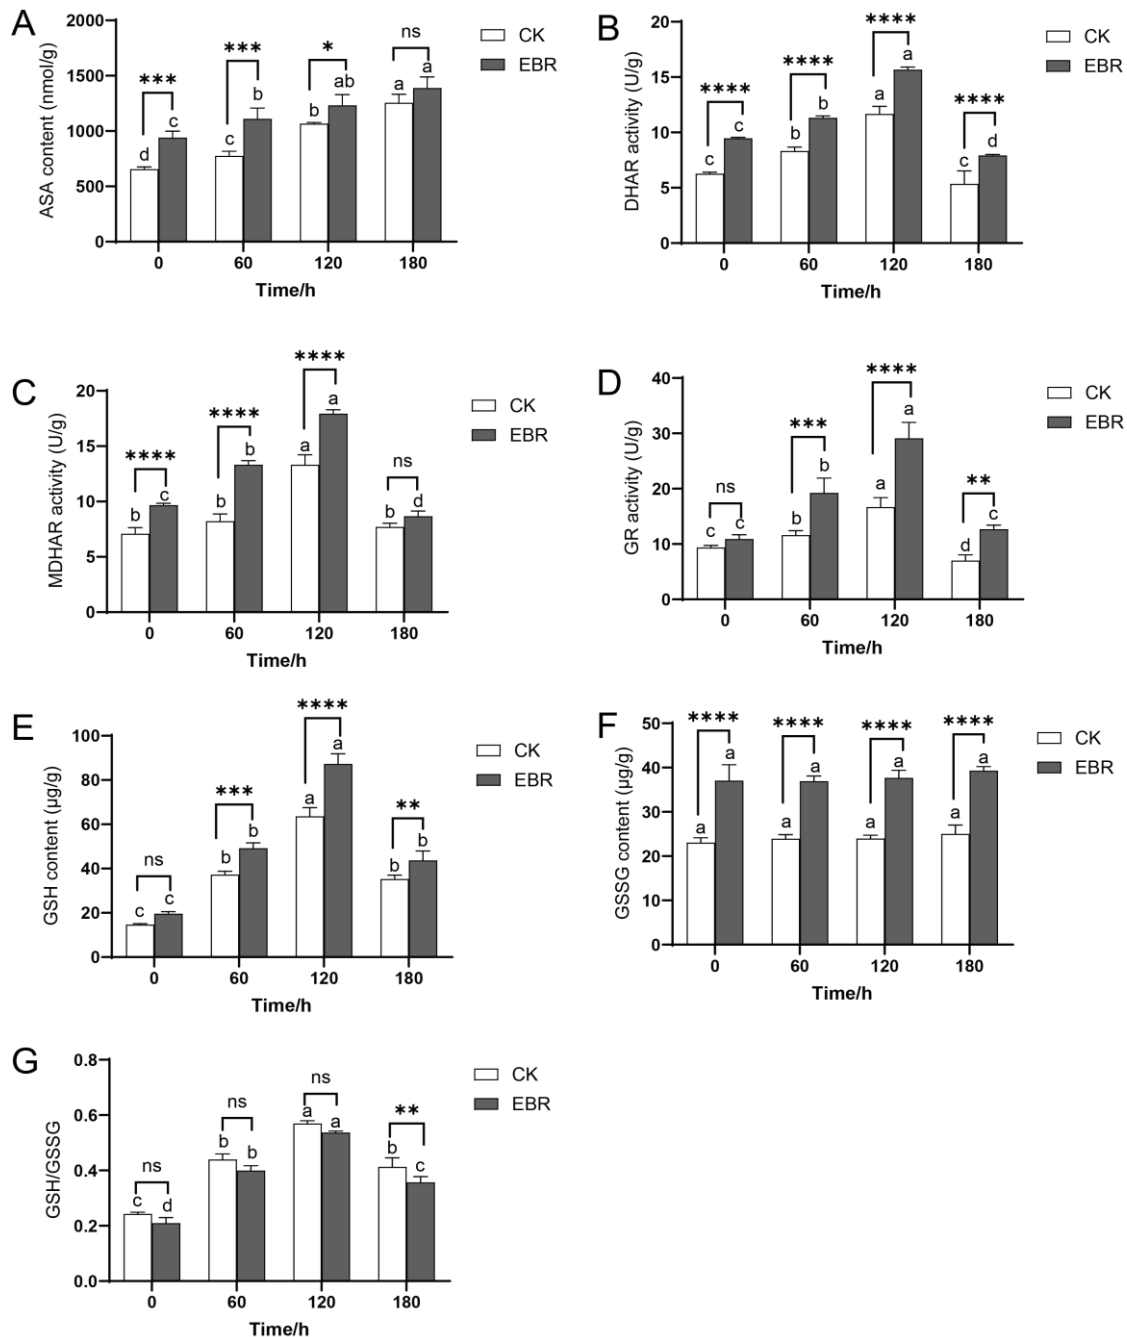 A
ASA content (nmol/g)
2000
1500
1000
500
0
*** *** * ns
d c c b b ab a a
0 60 120 180
Time/h
CK
EBR
B
DHAR activity (U/g)
20
15
10
5
0
**** **** **** ****
c c b b a a c d
0 60 120 180
Time/h
CK
EBR
C
MDHAR activity (U/g)
20
15
10
5
0
**** **** **** ns
b c b b a a b d
0 60 120 180
Time/h
CK
EBR
D
GR activity (U/g)
40
30
20
10
0
ns *** **** **
c c b b a a d c
0 60 120 180
Time/h
CK
EBR
E
GSH content (μg/g)
100
80
60
40
20
0
ns *** **** **
c c b b a a b b
0 60 120 180
Time/h
CK
EBR
F
GSSG content (μg/g)
50
40
30
20
10
0
**** **** **** ****
a a a a a a a a
0 60 120 180
Time/h
CK
EBR
G
GSH/GSSG
0.8
0.6
0.4
0.2
0.0
ns ns ns **
c d b b a a b c
0 60 120 180
Time/h
CK
EBR